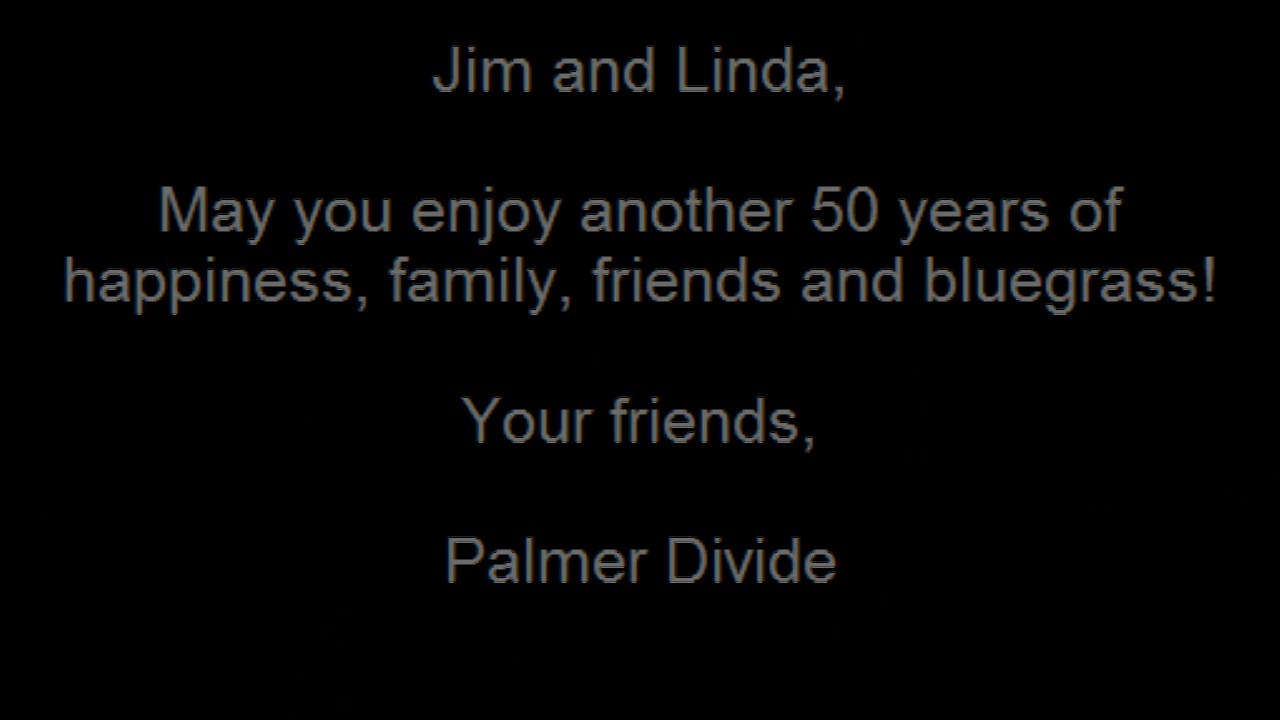 Jim and Linda,
May you enjoy another 50 years of
happiness, family, friends and bluegrass!
Your friends,
Palmer Divide